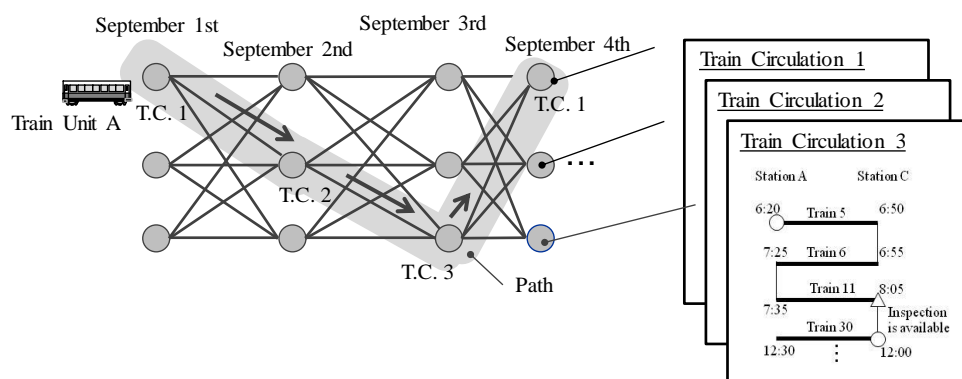 September 1st
September 2nd
September 3rd
September 4th
Train Unit A
T.C. 1
T.C. 2
T.C. 3
T.C. 1
...
Path
Train Circulation 1
Train Circulation 2
Train Circulation 3
Station A Station C
6:20 Train 5 6:50
7:25 Train 6 6:55
7:35 Train 11 8:05
Inspection
is available
12:30 Train 30 12:00